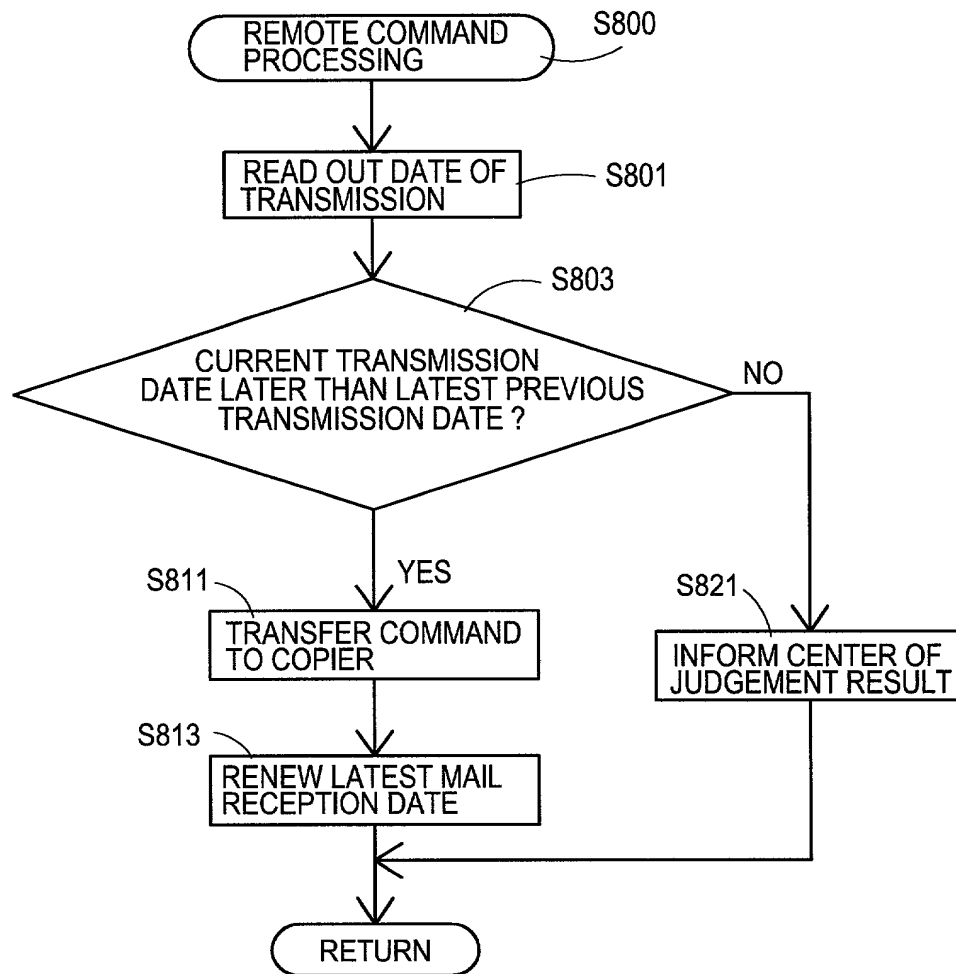 REMOTE COMMAND
PROCESSING
S800
READ OUT DATE OF
TRANSMISSION
S801
S803
CURRENT TRANSMISSION
DATE LATER THAN LATEST PREVIOUS
TRANSMISSION DATE ?
NO
YES
S811
TRANSFER COMMAND
TO COPIER
S821
INFORM CENTER OF
JUDGEMENT RESULT
S813
RENEW LATEST MAIL
RECEPTION DATE
RETURN